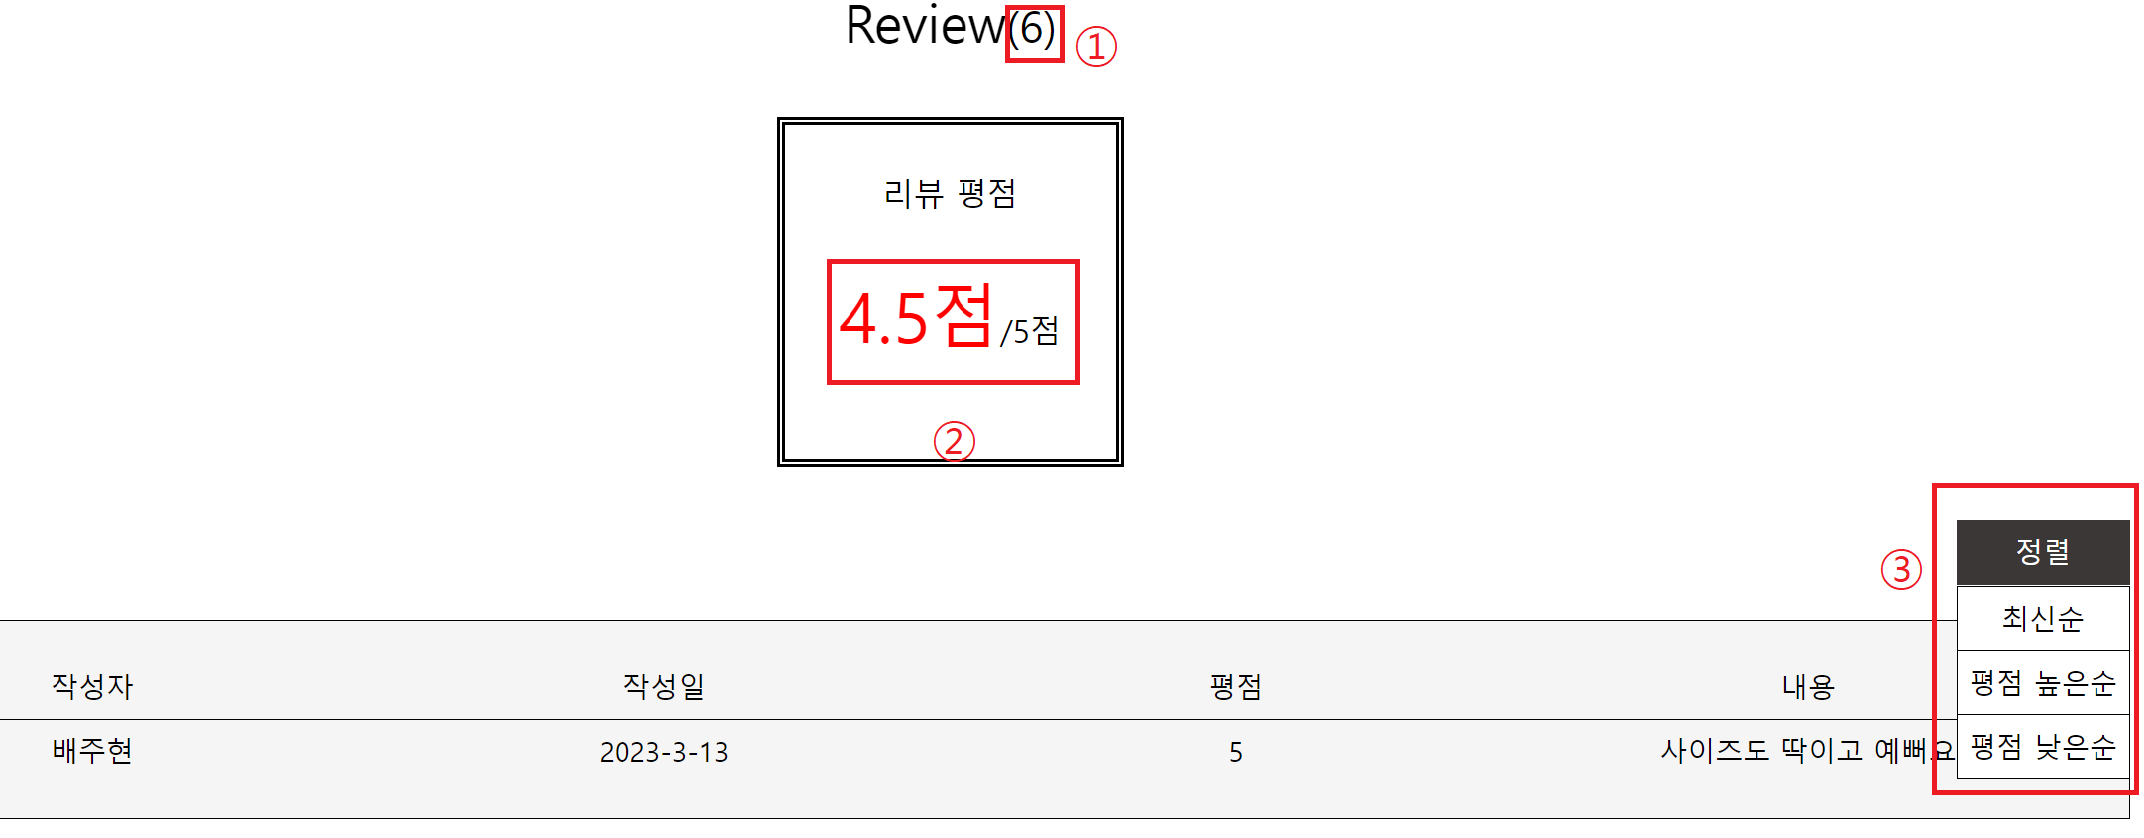 Review(6) ①
리뷰 평점
4.5점/5점
②
정렬
③
최신순
평점 높은순
평점 낮은순
작성자 작성일 평점 내용
배주현 2023-3-13 5 사이즈도 딱이고 예뻐요